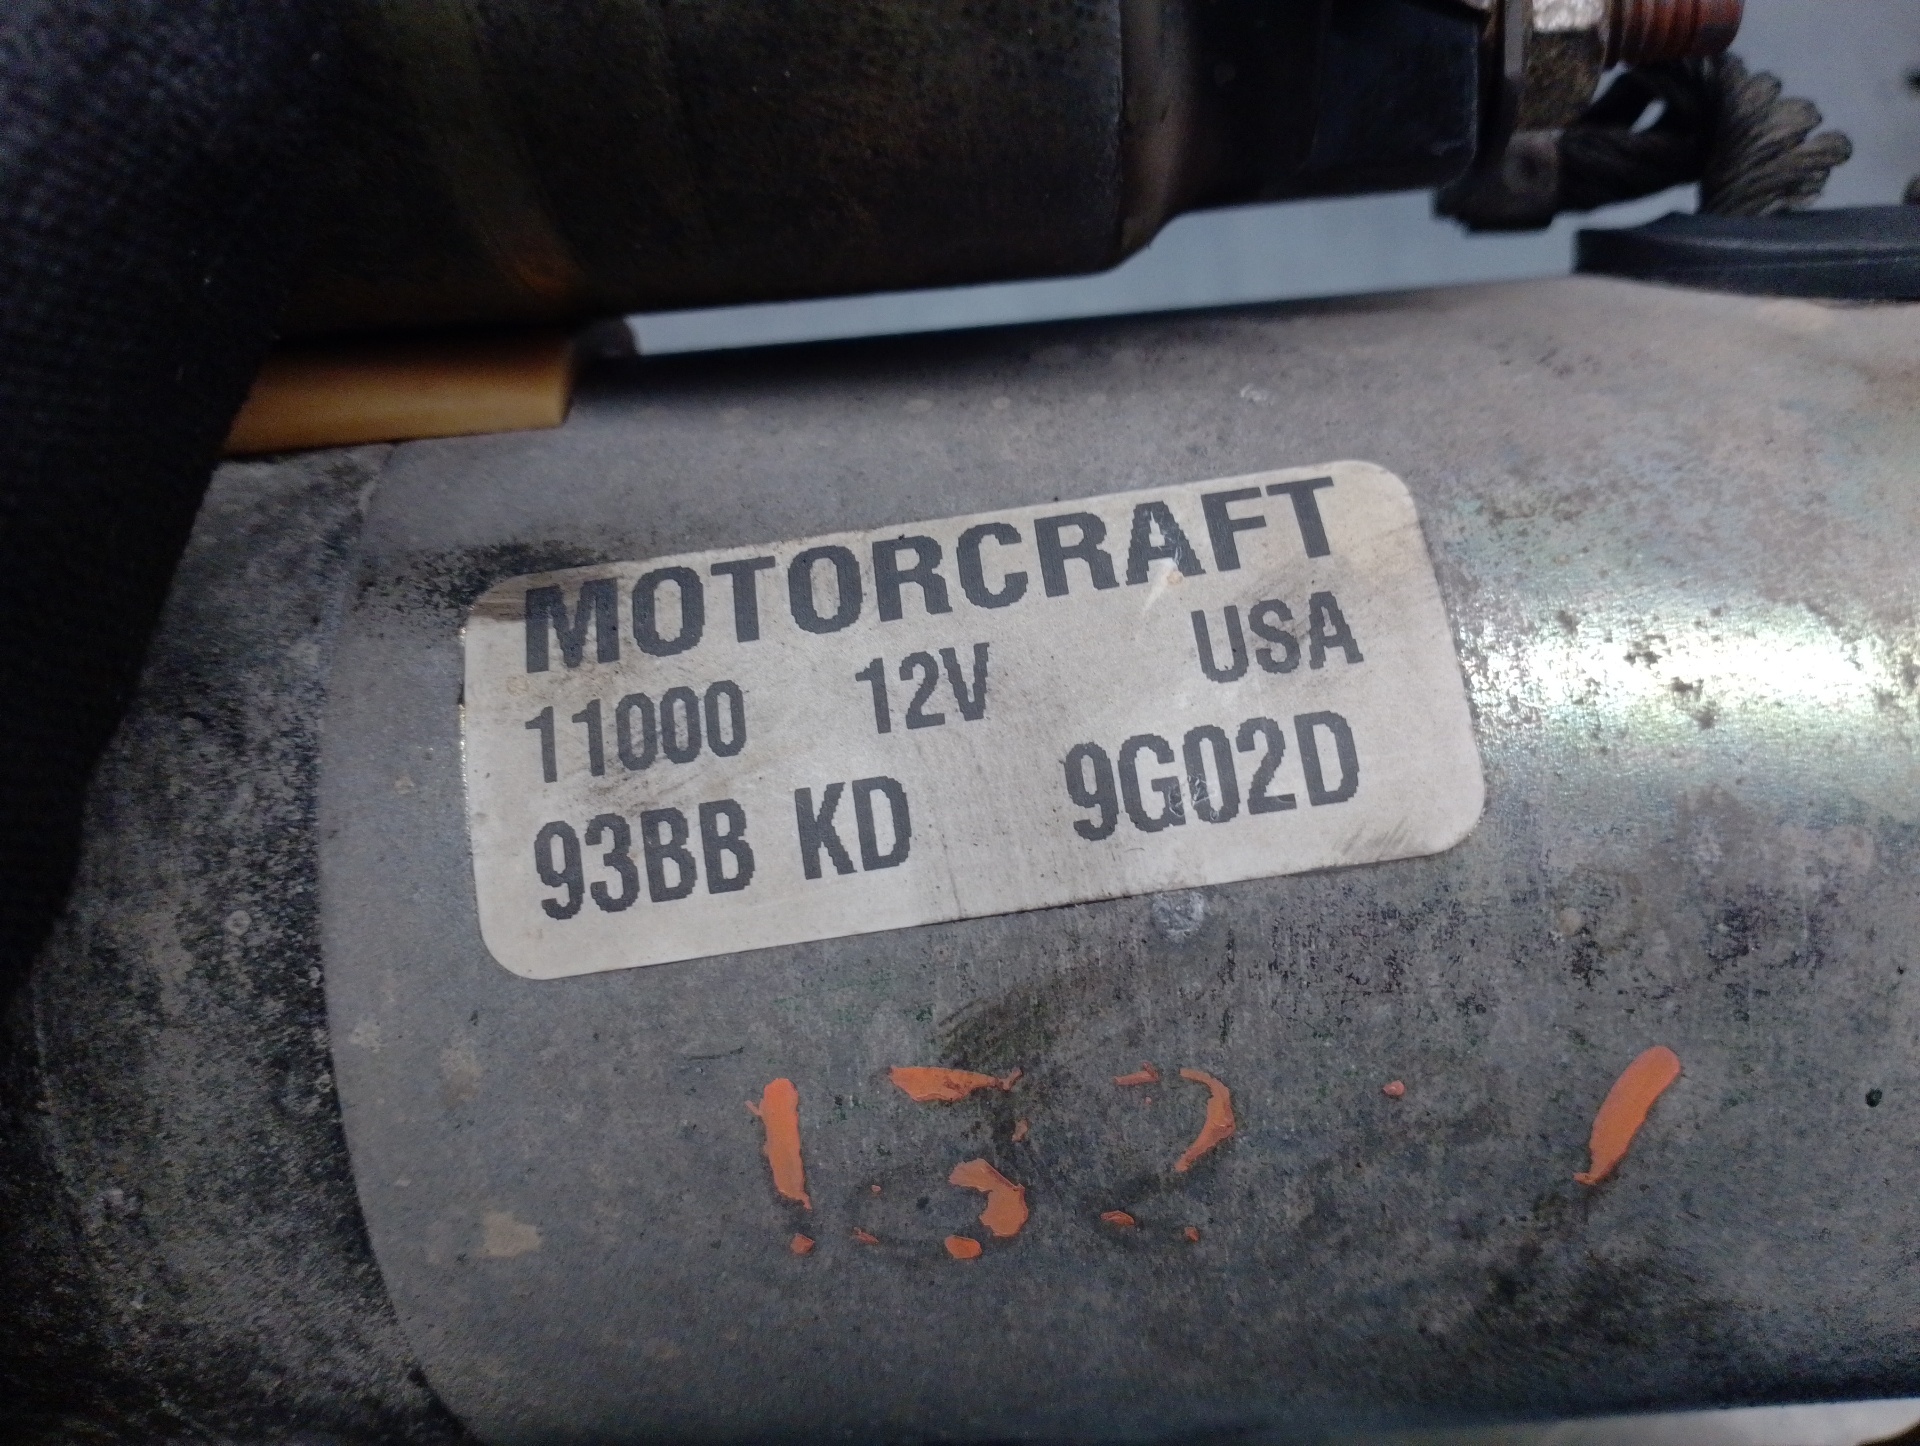 MOTORCRAFT
11000 12V USA
93BB KD 9G02D